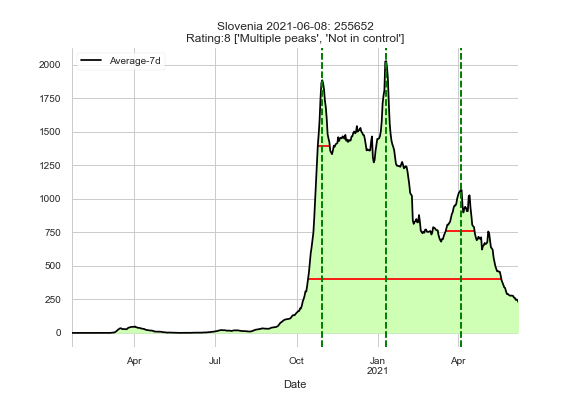 Slovenia 2021-06-08: 255652
Rating:8 ['Multiple peaks', 'Not in control']
Average-7d
2000
1750
1500
1250
1000
750
500
250
0
Apr Jul Oct Jan Apr
2021
Date